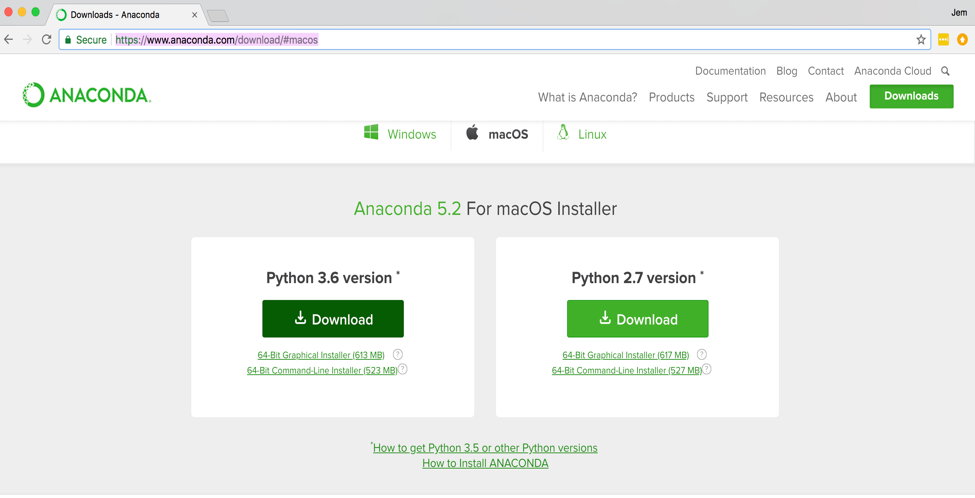 Downloads - Anaconda
Jem
Secure https://www.anaconda.com/download/#macos
Documentation Blog Contact Anaconda Cloud
ANACONDA.
What is Anaconda? Products Support Resources About Downloads
Windows macOS Linux
Anaconda 5.2 For macOS Installer
Python 3.6 version *
Download
64-Bit Graphical Installer (613 MB) ?
64-Bit Command-Line Installer (523 MB) ?
Python 2.7 version *
Download
64-Bit Graphical Installer (617 MB) ?
64-Bit Command-Line Installer (527 MB) ?
*How to get Python 3.5 or other Python versions
How to Install ANACONDA